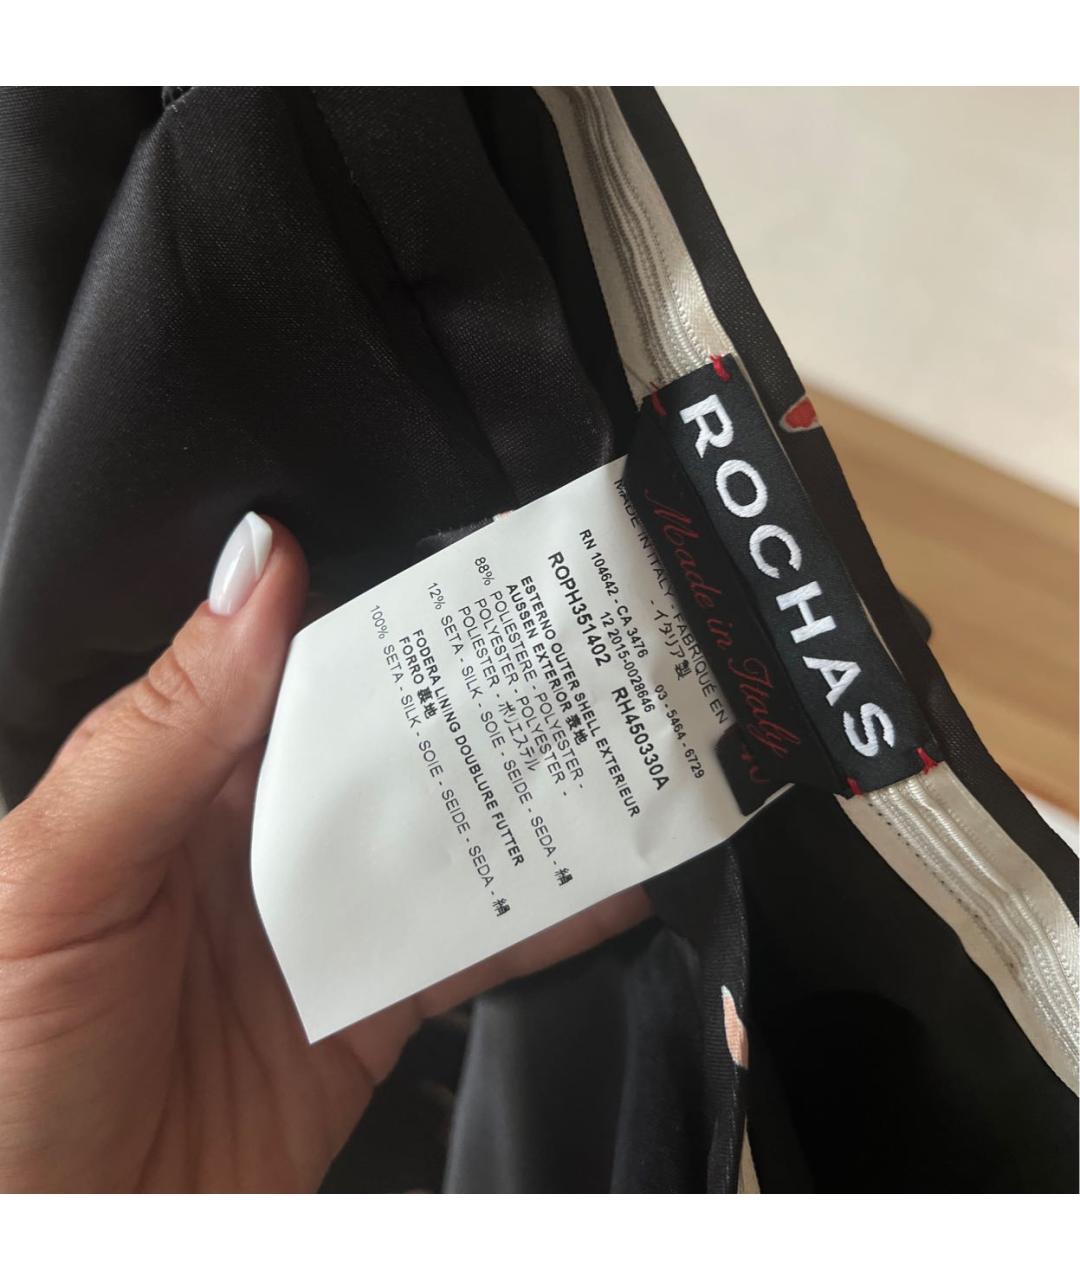 ROCHAS
Made in Italy
MADE IN ITALY - FABRIQUÉ EN
- イタリア製
RN 104642 - CA 3476
03 - 5464 - 6729
12 2015-0028646
ROPH351402 RH450330A
ESTERNO OUTER SHELL EXTERIEUR
AUSSEN EXTERIOR 表地
88% POLIESTERE - POLYESTER -
POLYESTER - POLYESTER -
POLIESTER - ポリエステル
12% SETA - SILK - SOIE - SEIDE - SEDA - 絹
FODERA LINING DOUBLURE FUTTER
FORRO 裏地
100% SETA - SILK - SOIE - SEIDE - SEDA - 絹